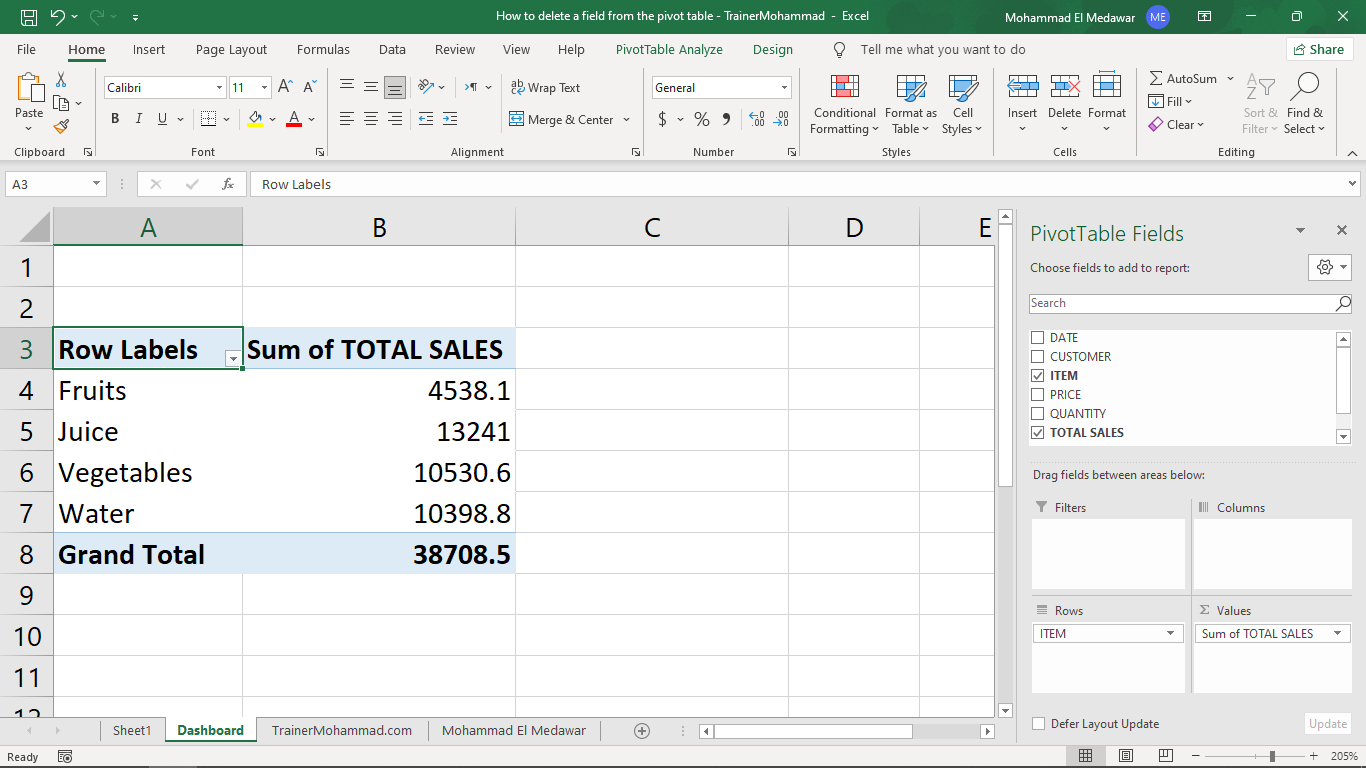 How to delete a field from the pivot table - TrainerMohammad - Excel
Mohammad El Medawar ME
File Home Insert Page Layout Formulas Data Review View Help PivotTable Analyze Design Tell me what you want to do Share
Paste
Clipboard
Calibri 11
B I U A
Font
ab Wrap Text
Merge & Center
Alignment
General
$ % 9
Number
Conditional Formatting
Format as Table
Cell Styles
Styles
Insert Delete Format
Cells
AutoSum
Fill
Clear
Sort & Filter
Find & Select
Editing
A3 fx Row Labels
A B C D E
1
2
3 Row Labels Sum of TOTAL SALES
4 Fruits 4538.1
5 Juice 13241
6 Vegetables 10530.6
7 Water 10398.8
8 Grand Total 38708.5
9
10
11
12
PivotTable Fields
Choose fields to add to report:
Search
DATE
CUSTOMER
ITEM
PRICE
QUANTITY
TOTAL SALES
Drag fields between areas below:
Filters Columns
Rows Σ Values
ITEM Sum of TOTAL SALES
Defer Layout Update Update
Sheet1 Dashboard TrainerMohammad.com Mohammad El Medawar
Ready 205%